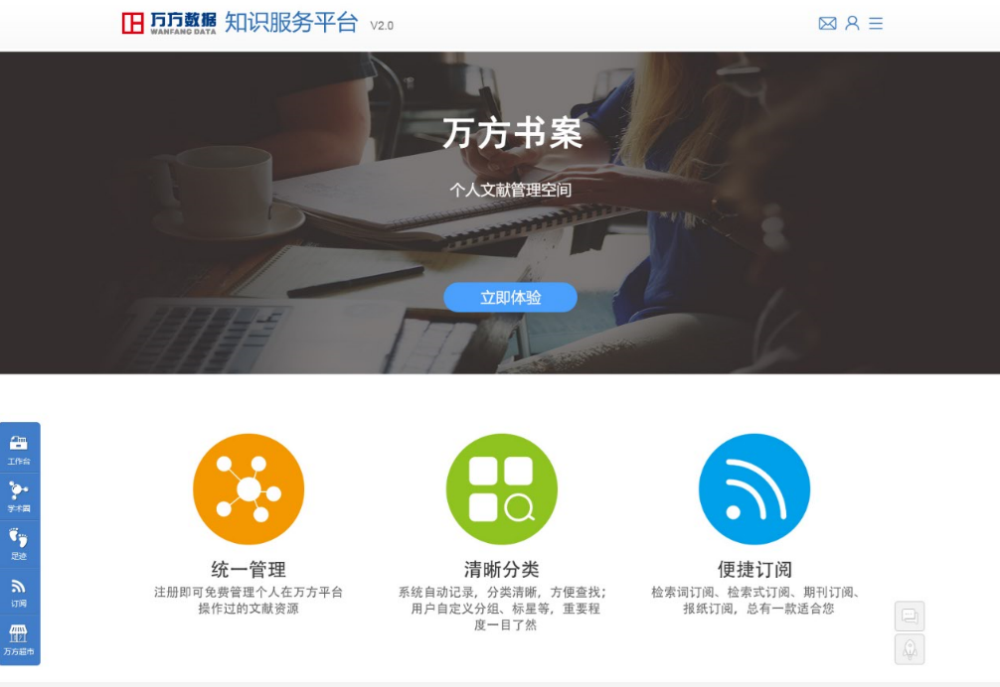 万方数据
WANFANG DATA
知识服务平台 V2.0
万方书案
个人文献管理空间
立即体验
工作台
学术圈
足迹
订阅
万方超市
统一管理
注册即可免费管理个人在万方平台
操作过的文献资源
清晰分类
系统自动记录，分类清晰，方便查找；
用户自定义分组、标星等，重要程
度一目了然
便捷订阅
检索词订阅、检索式订阅、期刊订阅、
报纸订阅，总有一款适合您